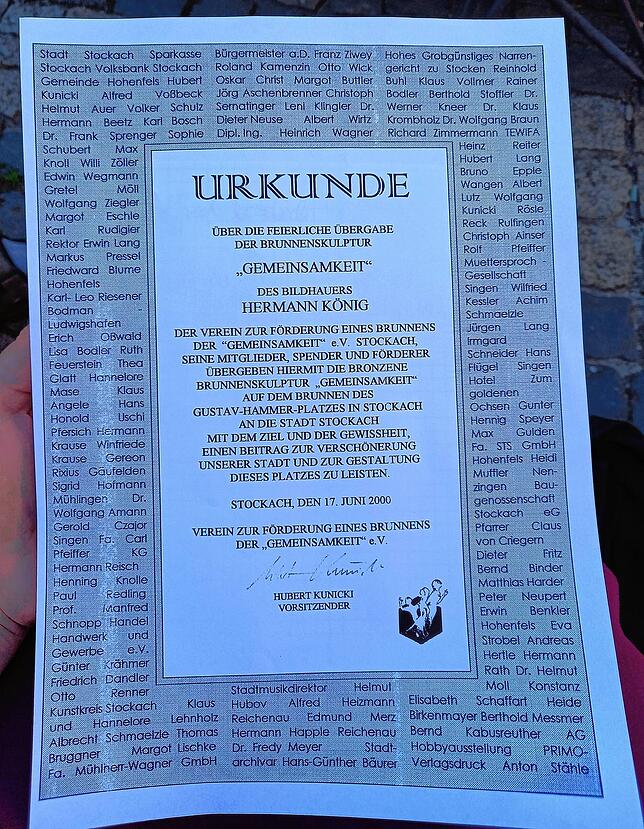 Stadt Stockach Sparkasse
Stockach Volksbank Stockach
Gemeinde Hohenfels Hubert
Kunicki Alfred Voßbeck
Helmut Auer Volker Schulz
Hermann Beetz Karl Bosch
Dr. Frank Sprenger Sophie
Bürgermeister a.D. Franz Ziwey
Roland Kamenzin Otto Wick
Oskar Christ Margot Buttler
Jörg Aschenbrenner Christoph
Sernatinger Leni Klingler Dr.
Dieter Neuse Albert Wirtz
Dipl. Ing. Heinrich Wagner
Hohes Grobgünstiges Narren-
gericht zu Stocken Reinhold
Buhl Klaus Vollmer Rainer
Bodler Berthold Stoffler Dr.
Werner Kneer Dr. Klaus
Krombholz Dr. Wolfgang Braun
Richard Zimmermann TEWIFA
Schubert Max
Knoll Willi Zöller
Edwin Wegmann
Gretel Möll
Wolfgang Ziegler
Margot Eschle
Karl Rudigier
Rektor Erwin Lang
Markus Pressel
Friedward Blume
Hohenfels
Karl- Leo Riesener
Bodman -
Ludwigshafen
Erich Oßwald
Lisa Bodler Ruth
Feuerstein Thea
Glatt Hannelore
Mase Klaus
Angele Hans
Honold Uschi
Pfersich Hermann
Krause Winfriede
Krause Gereon
Rixius Gäufelden
Sigrid Hofmann
Mühlingen Dr.
Wolfgang Amann
Gerold Czajor
Singen Fa. Carl
Pfeiffer KG
Hermann Reisch
Henning Knolle
Paul Redling
Prof. Manfred
Schnopp Handel
Handwerk und
Gewerbe e.V.
Günter Krähmer
Friedrich Dandler
Otto Renner
Kunstkreis Stockach Klaus
und Hannelore Lehnholz
Albrecht Schmaelzle Thomas
Bruggner Margot Lischke
Fa. Mühlherr-Wagner GmbH
URKUNDE
ÜBER DIE FEIERLICHE ÜBERGABE
DER BRUNNENSKULPTUR
„GEMEINSAMKEIT“
DES BILDHAUERS
HERMANN KÖNIG
DER VEREIN ZUR FÖRDERUNG EINES BRUNNENS
DER “GEMEINSAMKEIT” e.V. STOCKACH,
SEINE MITGLIEDER, SPENDER UND FÖRDERER
ÜBERGEBEN HIERMIT DIE BRONZENE
BRUNNENSKULPTUR „GEMEINSAMKEIT“
AUF DEM BRUNNEN DES
GUSTAV-HAMMER-PLATZES IN STOCKACH
AN DIE STADT STOCKACH
MIT DEM ZIEL UND DER GEWISSHEIT,
EINEN BEITRAG ZUR VERSCHÖNERUNG
UNSERER STADT UND ZUR GESTALTUNG
DIESES PLATZES ZU LEISTEN.
STOCKACH, DEN 17. JUNI 2000
VEREIN ZUR FÖRDERUNG EINES BRUNNENS
DER „GEMEINSAMKEIT“ e.V.
HUBERT KUNICKI
VORSITZENDER
Heinz Reiter
Hubert Lang
Bruno Epple
Wangen Albert
Lutz Wolfgang
Kunicki Rösle
Reck Rulfingen
Christoph Ainser
Rolf Pfeiffer
Muettersproch -
Gesellschaft
Singen Wilfried
Kessler Achim
Schmaelzle
Jürgen Lang
Irmgard
Schneider Hans
Flügel Singen
Hotel Zum
goldenen
Ochsen Gunter
Hennig Speyer
Max Gulden
Fa. STS GmbH
Hohenfels Heidi
Muffler Nen-
zingen Bau-
genossenschaft
Stockach eG
Pfarrer Claus
von Criegern
Dieter Fritz
Bernd Binder
Matthias Harder
Peter Neupert
Erwin Benkler
Hohenfels Eva
Strobel Andreas
Hertle Hermann
Rath Dr. Helmut
Moll Konstanz
Stadtmusikdirektor Helmut
Hubov Alfred Heizmann
Reichenau Edmund Merz
Hermann Happle Reichenau
Dr. Fredy Meyer Stadt-
archivar Hans-Günther Bäurer
Elisabeth Schaffart Heide
Birkenmayer Berthold Messmer
Bernd Kabusreuther AG
Hobbyausstellung PRIMO-
Verlagsdruck Anton Stähle